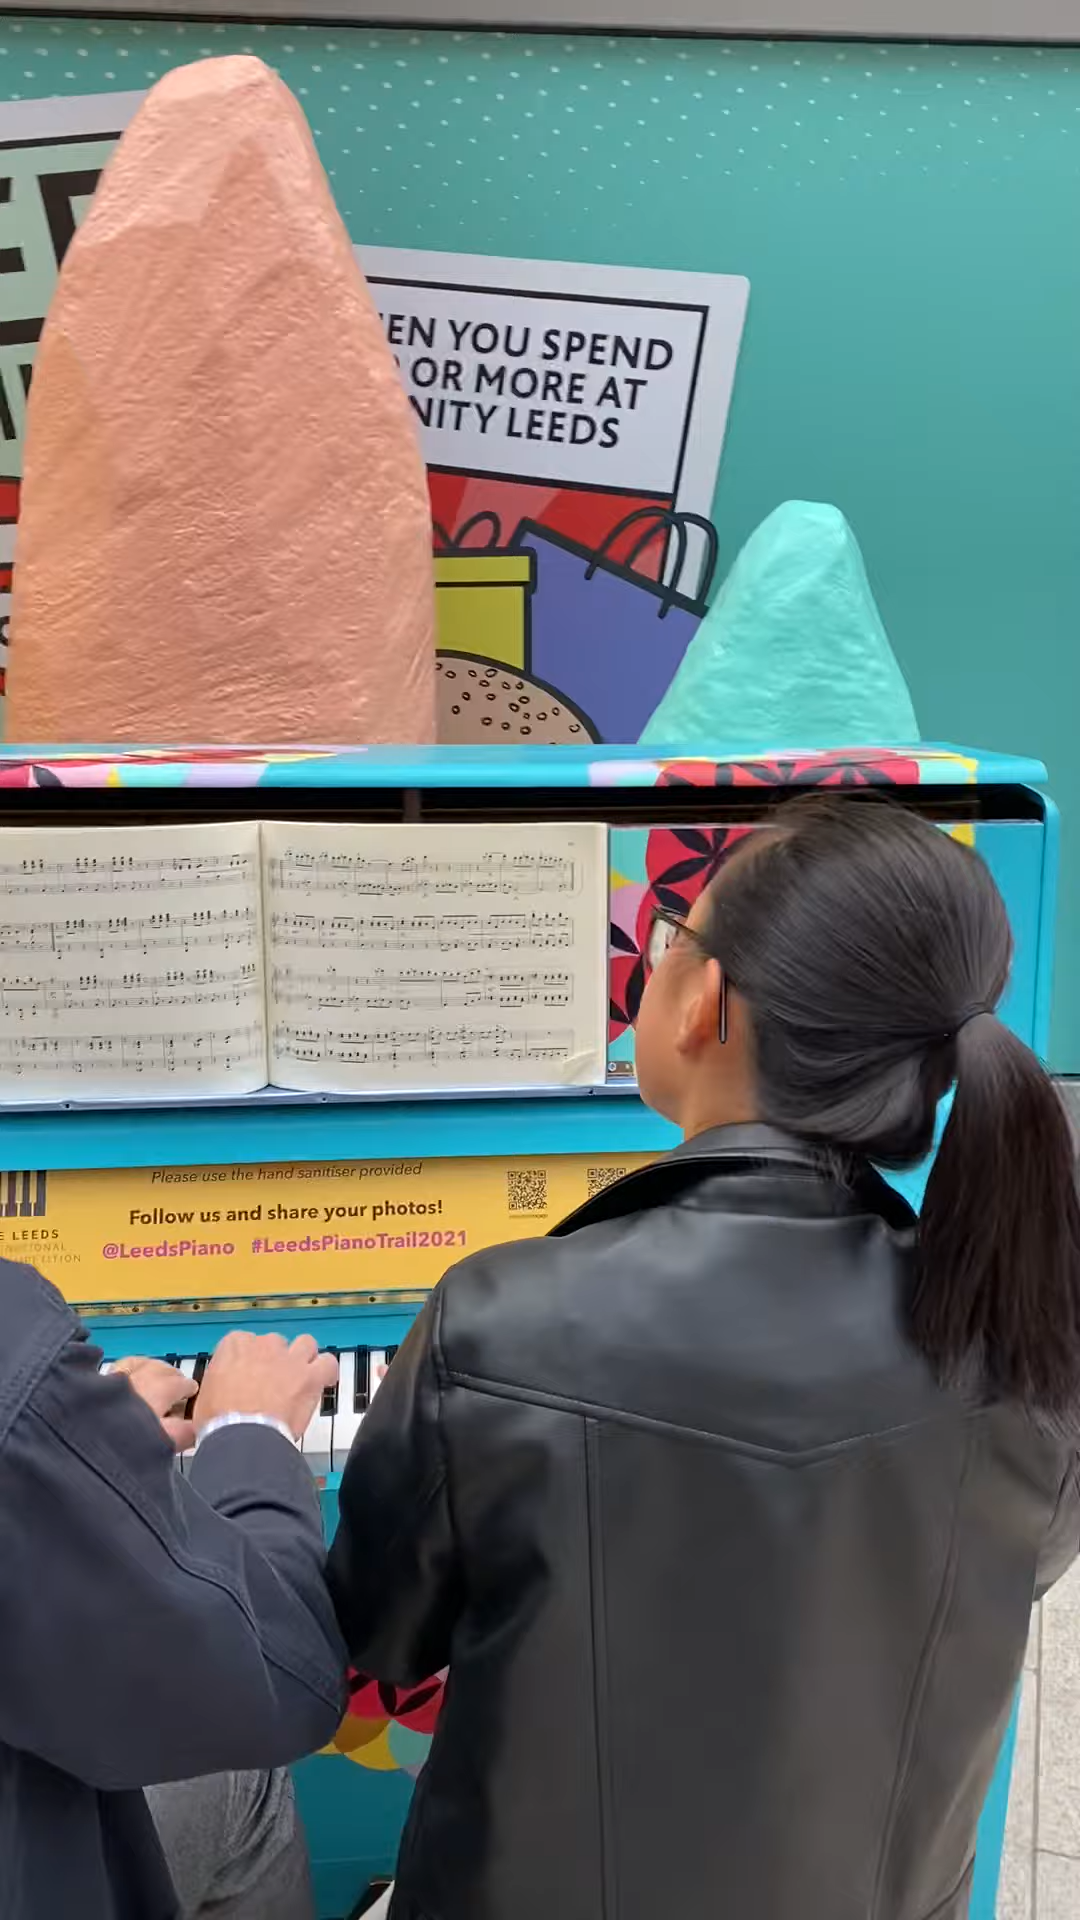 EN YOU SPEND
OR MORE AT
NITY LEEDS
Please use the hand sanitiser provided
Follow us and share your photos!
@LeedsPiano #LeedsPianoTrail2021
E LEEDS